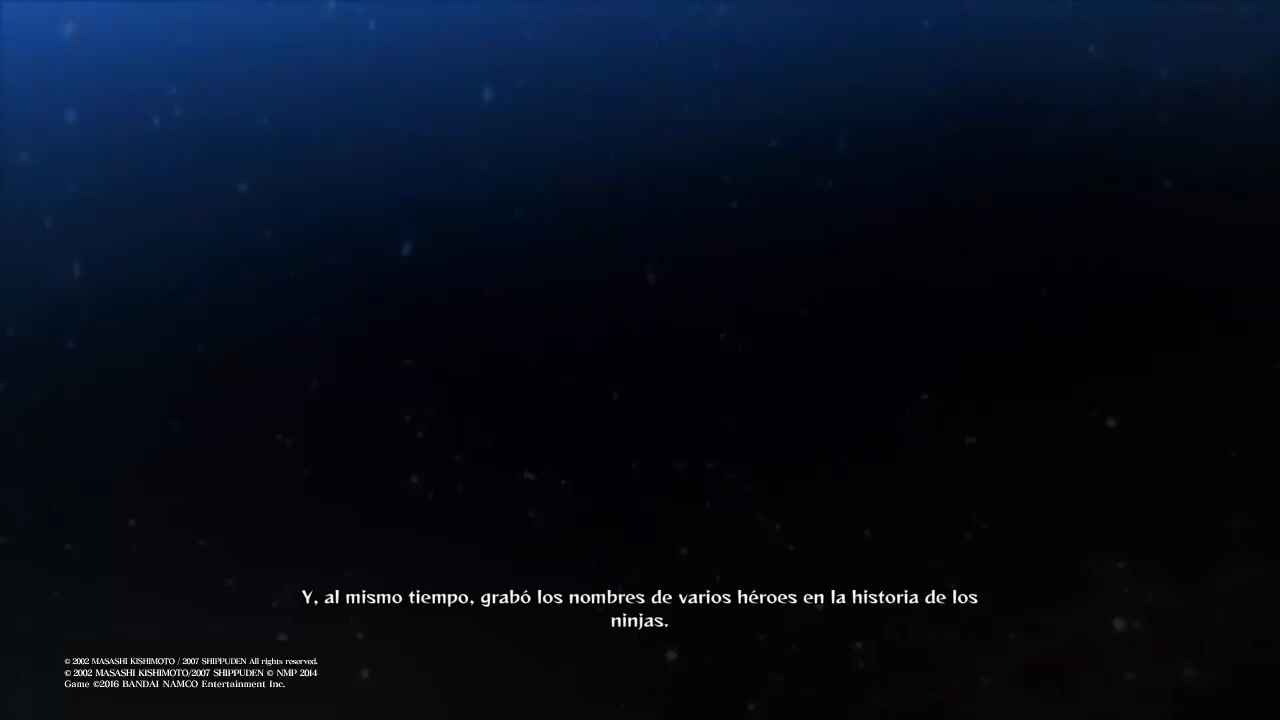 Y, al mismo tiempo, grabó los nombres de varios héroes en la historia de los
ninjas.
© 2002 MASASHI KISHIMOTO / 2007 SHIPPUDEN All rights reserved.
© 2002 MASASHI KISHIMOTO/2007 SHIPPUDEN © NMP 2014
Game ©2016 BANDAI NAMCO Entertainment Inc.